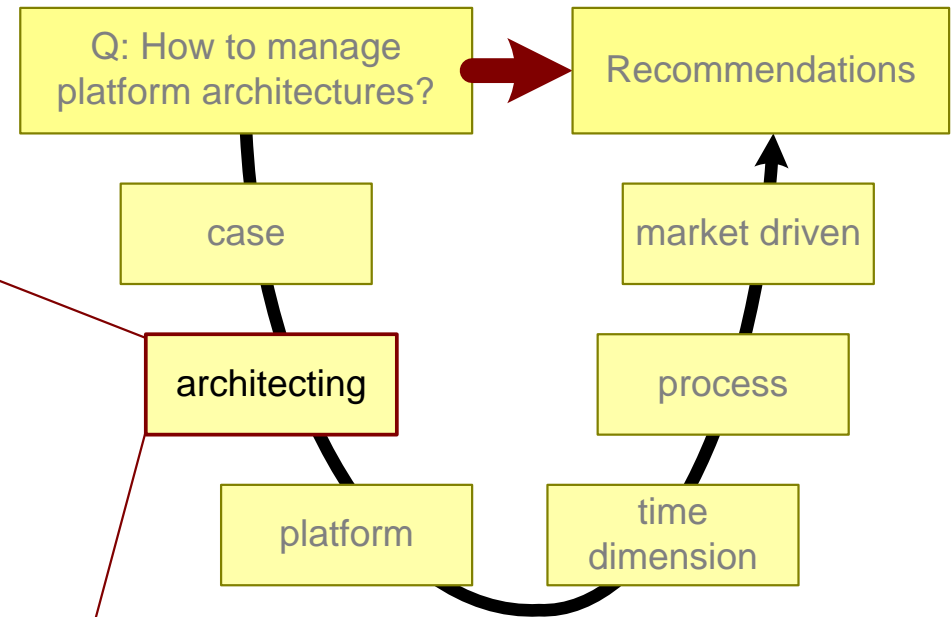 Q: How to manage
platform architectures?
Recommendations
case
market driven
architecting
process
platform
time
dimension